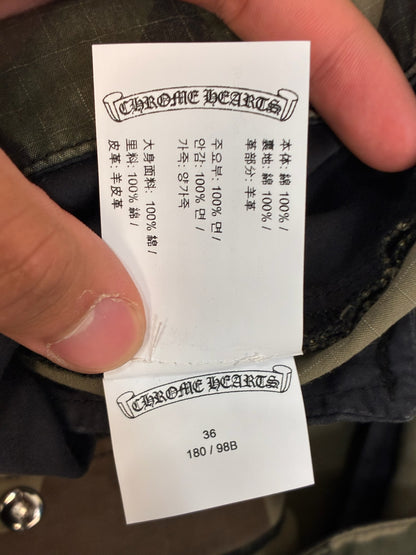 CHROME HEARTS
本体: 綿 100% /
裏地: 綿 100% /
革部分: 羊革
주요부: 100% 면 /
안감: 100% 면 /
가죽: 양가죽
大身面料: 100% 綿 /
里料: 100% 綿 /
皮革: 羊皮革
CHROME HEARTS
36
180 / 98B